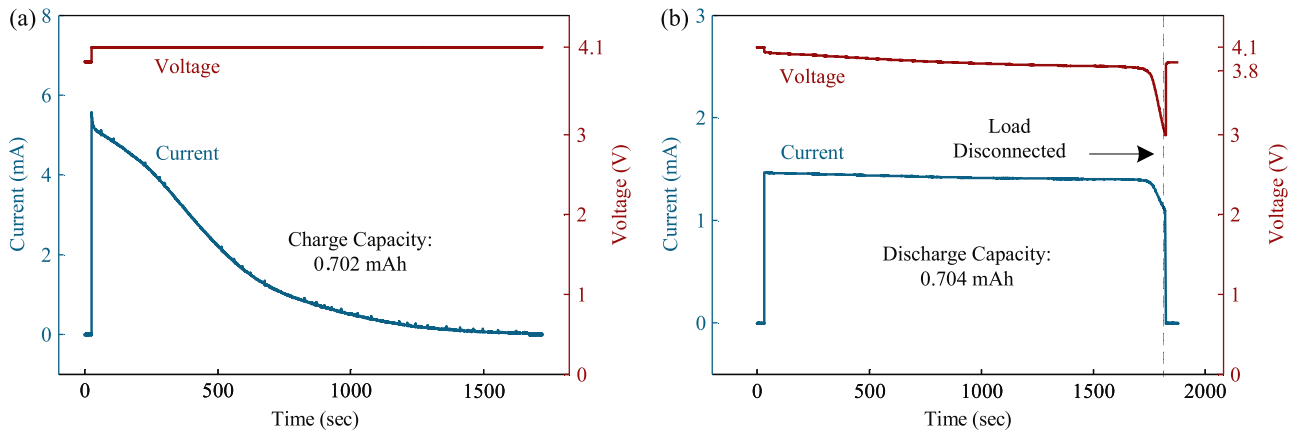 (a)
8
6
4
2
0
Current (mA)
Voltage
Current
Charge Capacity:
0.702 mAh
4.1
3
2
1
0
Voltage (V)
0
500
1000
1500
Time (sec)
(b)
3
2
1
0
Current (mA)
Voltage
Current
Load
Disconnected
Discharge Capacity:
0.704 mAh
4.1
3.8
3
2
1
0
Voltage (V)
0
500
1000
1500
2000
Time (sec)